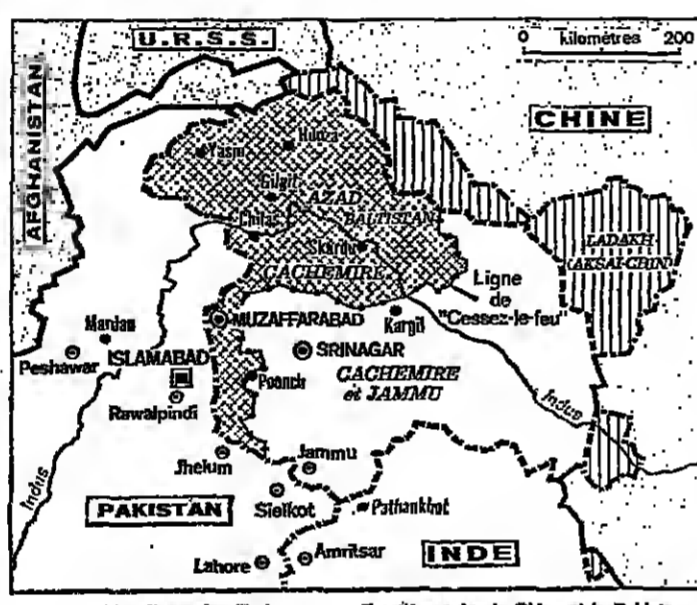 U.R.S.S.
0 kilomètres 200
AFGHANISTAN
CHINE
Yasin
Hunza
Gilgit
AZAD
BALTISTAN
Chilas
Skardu
CACHEMIRE
LADAKH
(AKSAI-CHIN)
Ligne
de
"Cessez-le-feu"
MUZAFFARABAD
Kargil
Mardan
Peshawar
ISLAMABAD
SRINAGAR
Poonch
CACHEMIRE
et JAMMU
Rawalpindi
Indus
Jhelum
Jammu
Indus
PAKISTAN
Sielkot
Pathankhot
Lahore
Amritsar
INDE